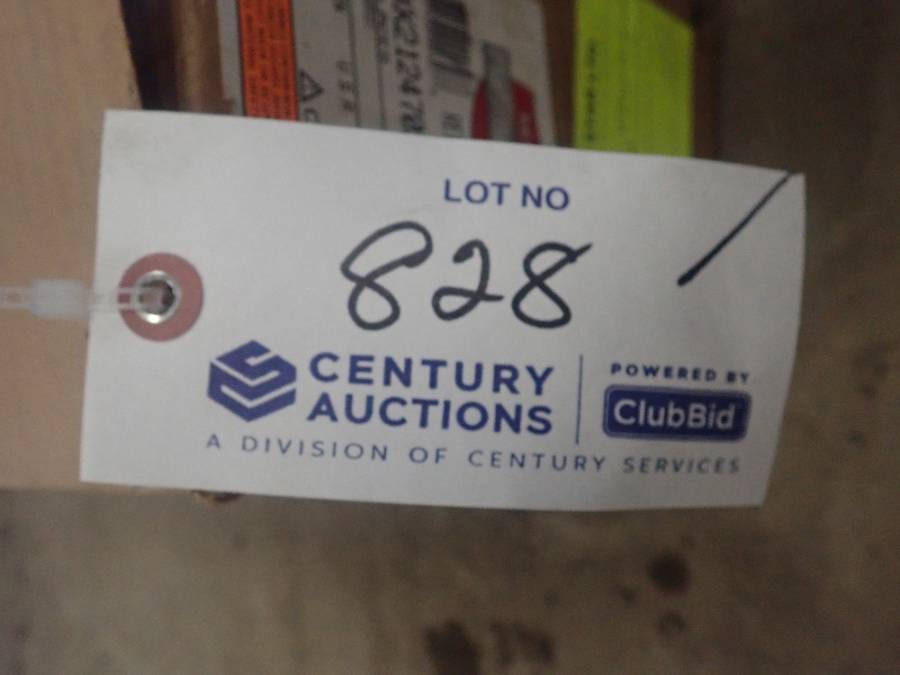 LOT NO
828
CENTURY
AUCTIONS
A DIVISION OF CENTURY SERVICES
POWERED BY
ClubBid